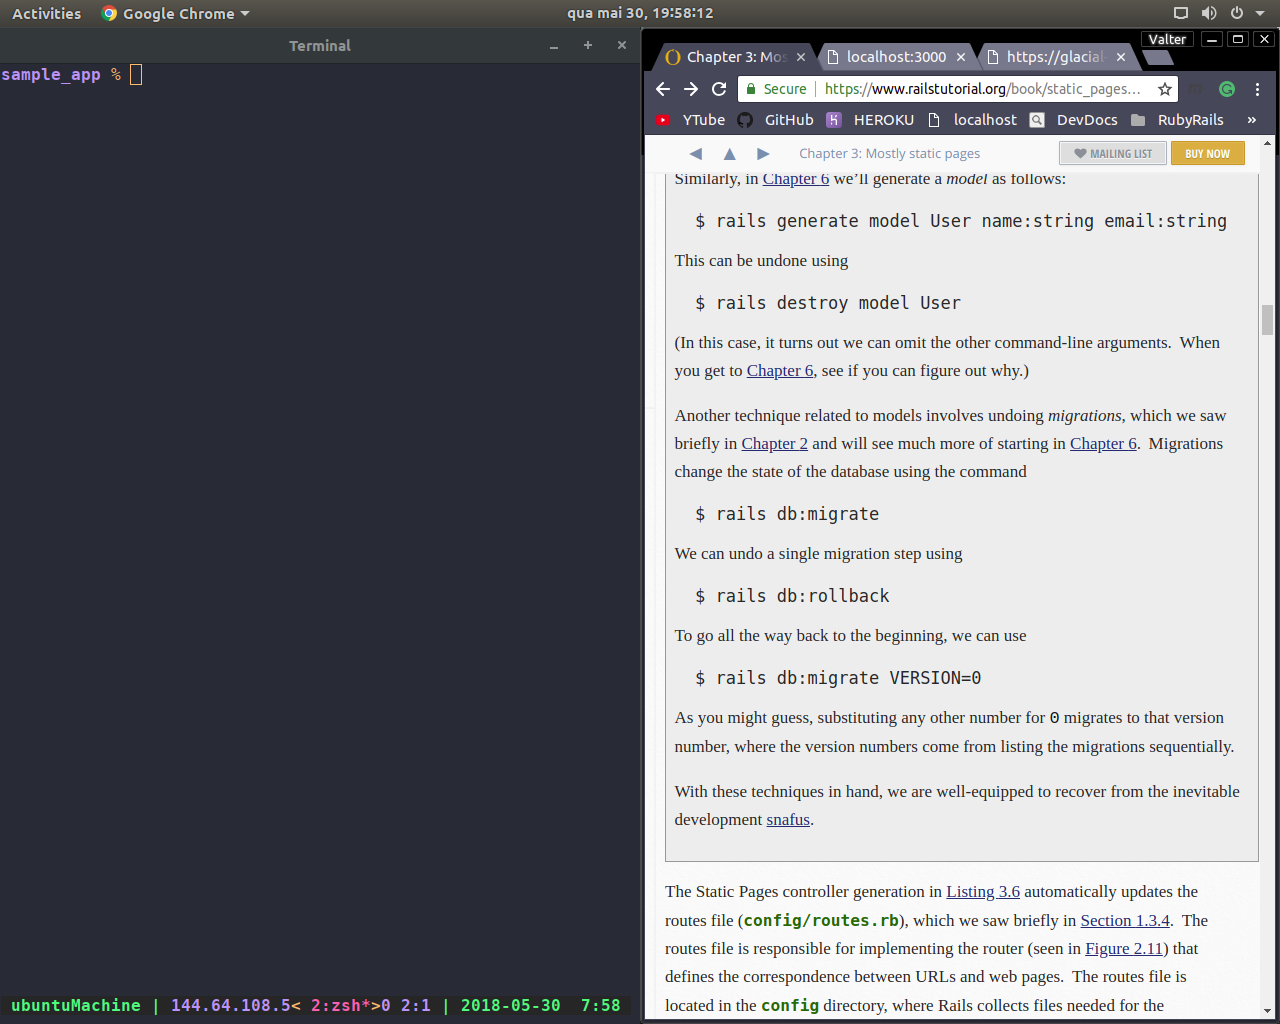 Activities Google Chrome qua mai 30, 19:58:12
Terminal
sample_app %
ubuntuMachine | 144.64.108.5< 2:zsh*>0 2:1 | 2018-05-30 7:58
Valter
Chapter 3: Mos localhost:3000 https://glacial
Secure https://www.railstutorial.org/book/static_pages...
YTube GitHub HEROKU localhost DevDocs RubyRails »
Chapter 3: Mostly static pages MAILING LIST BUY NOW
Similarly, in Chapter 6 we’ll generate a model as follows:
$ rails generate model User name:string email:string
This can be undone using
$ rails destroy model User
(In this case, it turns out we can omit the other command-line arguments. When
you get to Chapter 6, see if you can figure out why.)
Another technique related to models involves undoing migrations, which we saw
briefly in Chapter 2 and will see much more of starting in Chapter 6. Migrations
change the state of the database using the command
$ rails db:migrate
We can undo a single migration step using
$ rails db:rollback
To go all the way back to the beginning, we can use
$ rails db:migrate VERSION=0
As you might guess, substituting any other number for 0 migrates to that version
number, where the version numbers come from listing the migrations sequentially.
With these techniques in hand, we are well-equipped to recover from the inevitable
development snafus.
The Static Pages controller generation in Listing 3.6 automatically updates the
routes file (config/routes.rb), which we saw briefly in Section 1.3.4. The
routes file is responsible for implementing the router (seen in Figure 2.11) that
defines the correspondence between URLs and web pages. The routes file is
located in the config directory, where Rails collects files needed for the